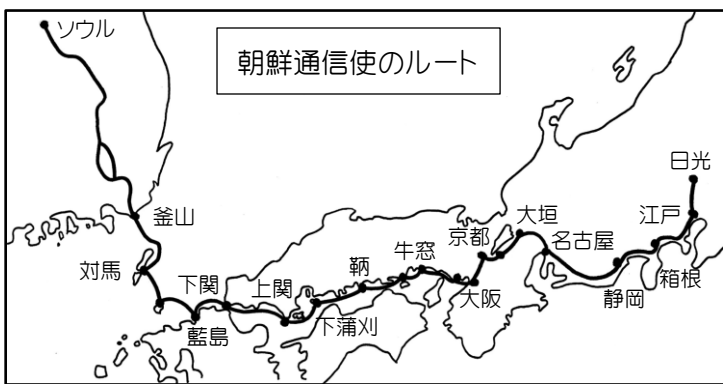 朝鮮通信使のルート
ソウル
釜山
対馬
藍島
下関
上関
下蒲刈
鞆
牛窓
大阪
京都
大垣
名古屋
静岡
箱根
江戸
日光